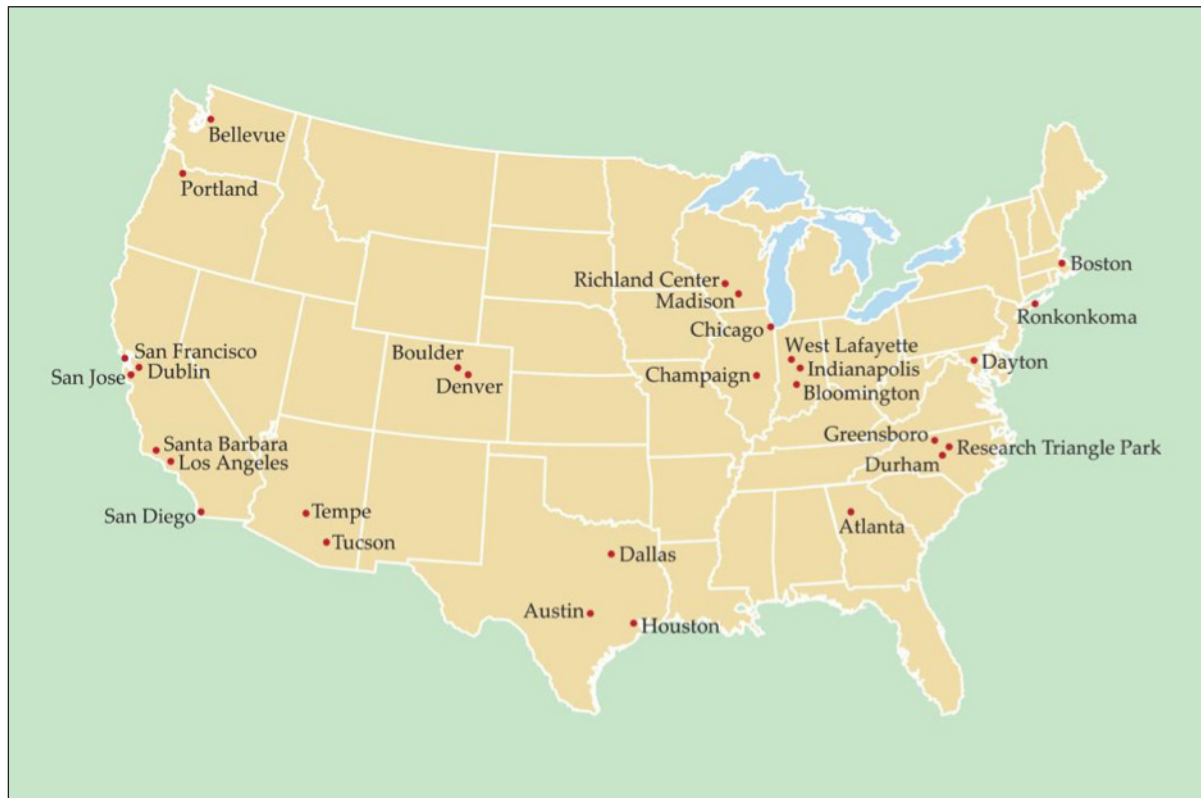 Bellevue
Portland
Boston
Richland Center
Madison
Ronkonkoma
Chicago
San Francisco
Boulder
West Lafayette
Dayton
San Jose
Dublin
Denver
Champaign
Indianapolis
Bloomington
Greensboro
Santa Barbara
Research Triangle Park
Los Angeles
Durham
San Diego
Tempe
Atlanta
Tucson
Dallas
Austin
Houston